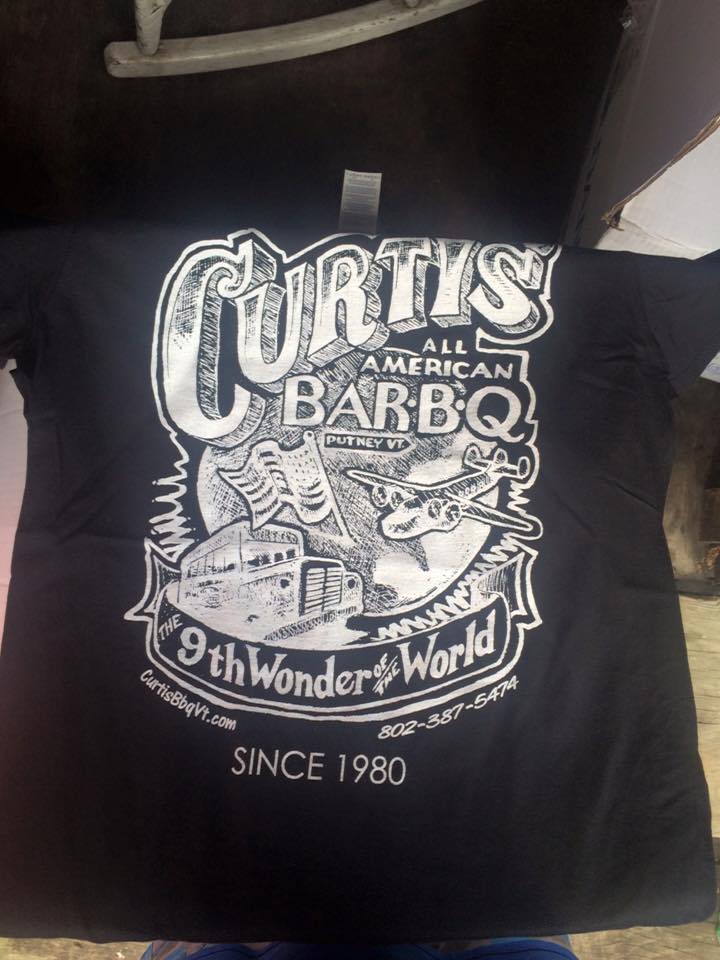 CURTIS'
ALL
AMERICAN
BAR·B·Q
PUTNEY VT.
THE 9th Wonder OF THE World
CurtisBbqVt.com
802-387-5474
SINCE 1980